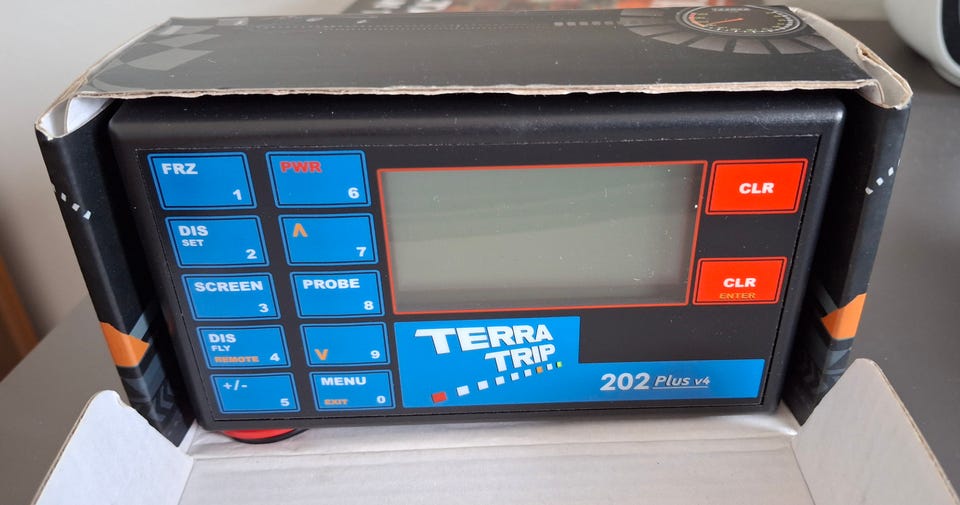 FRZ
1
PWR
6
DIS
SET
2
Λ
7
SCREEN
3
PROBE
8
DIS
FLY
REMOTE 4
V
9
+/-
5
MENU
EXIT
0
CLR
CLR
ENTER
TERRA
TRIP
202 Plus v4